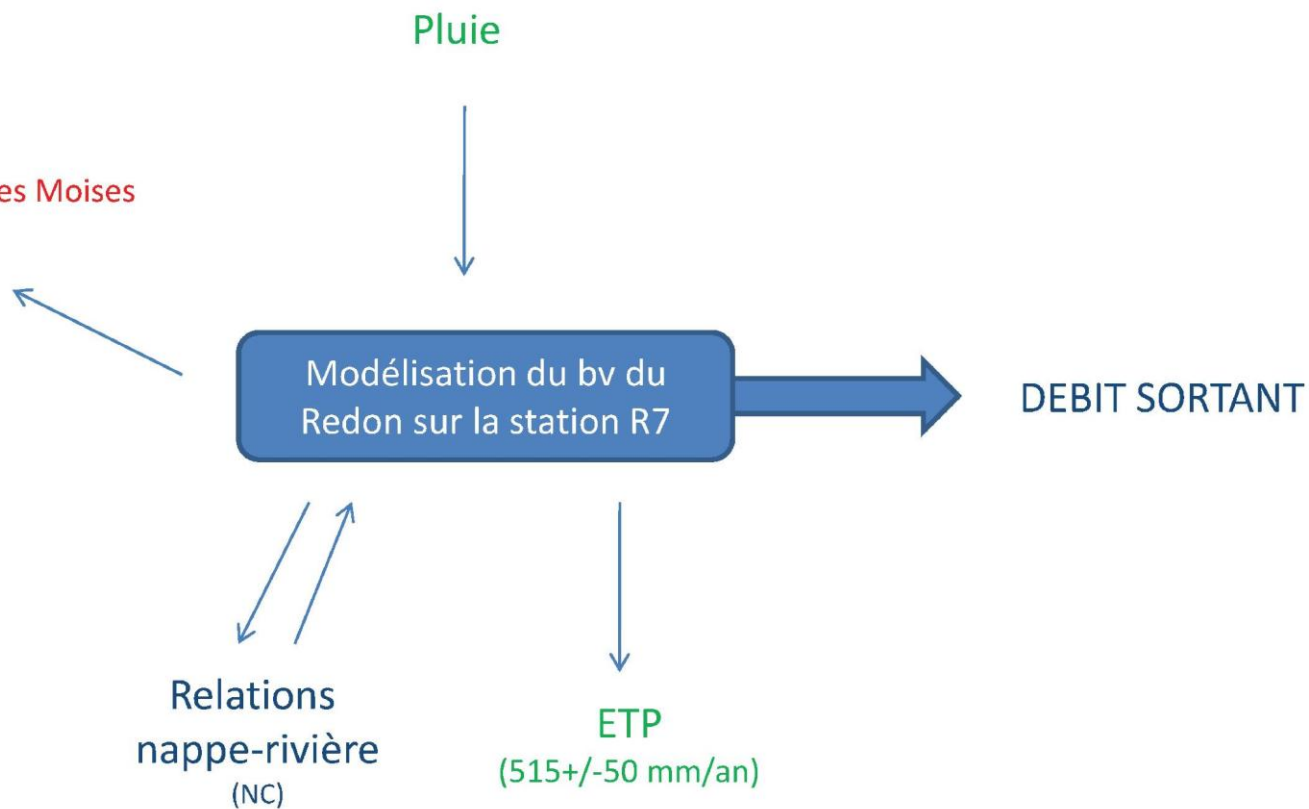 Pluie
es Moises
Modélisation du bv du
Redon sur la station R7
DEBIT SORTANT
Relations
nappe-rivière
(NC)
ETP
(515+/-50 mm/an)